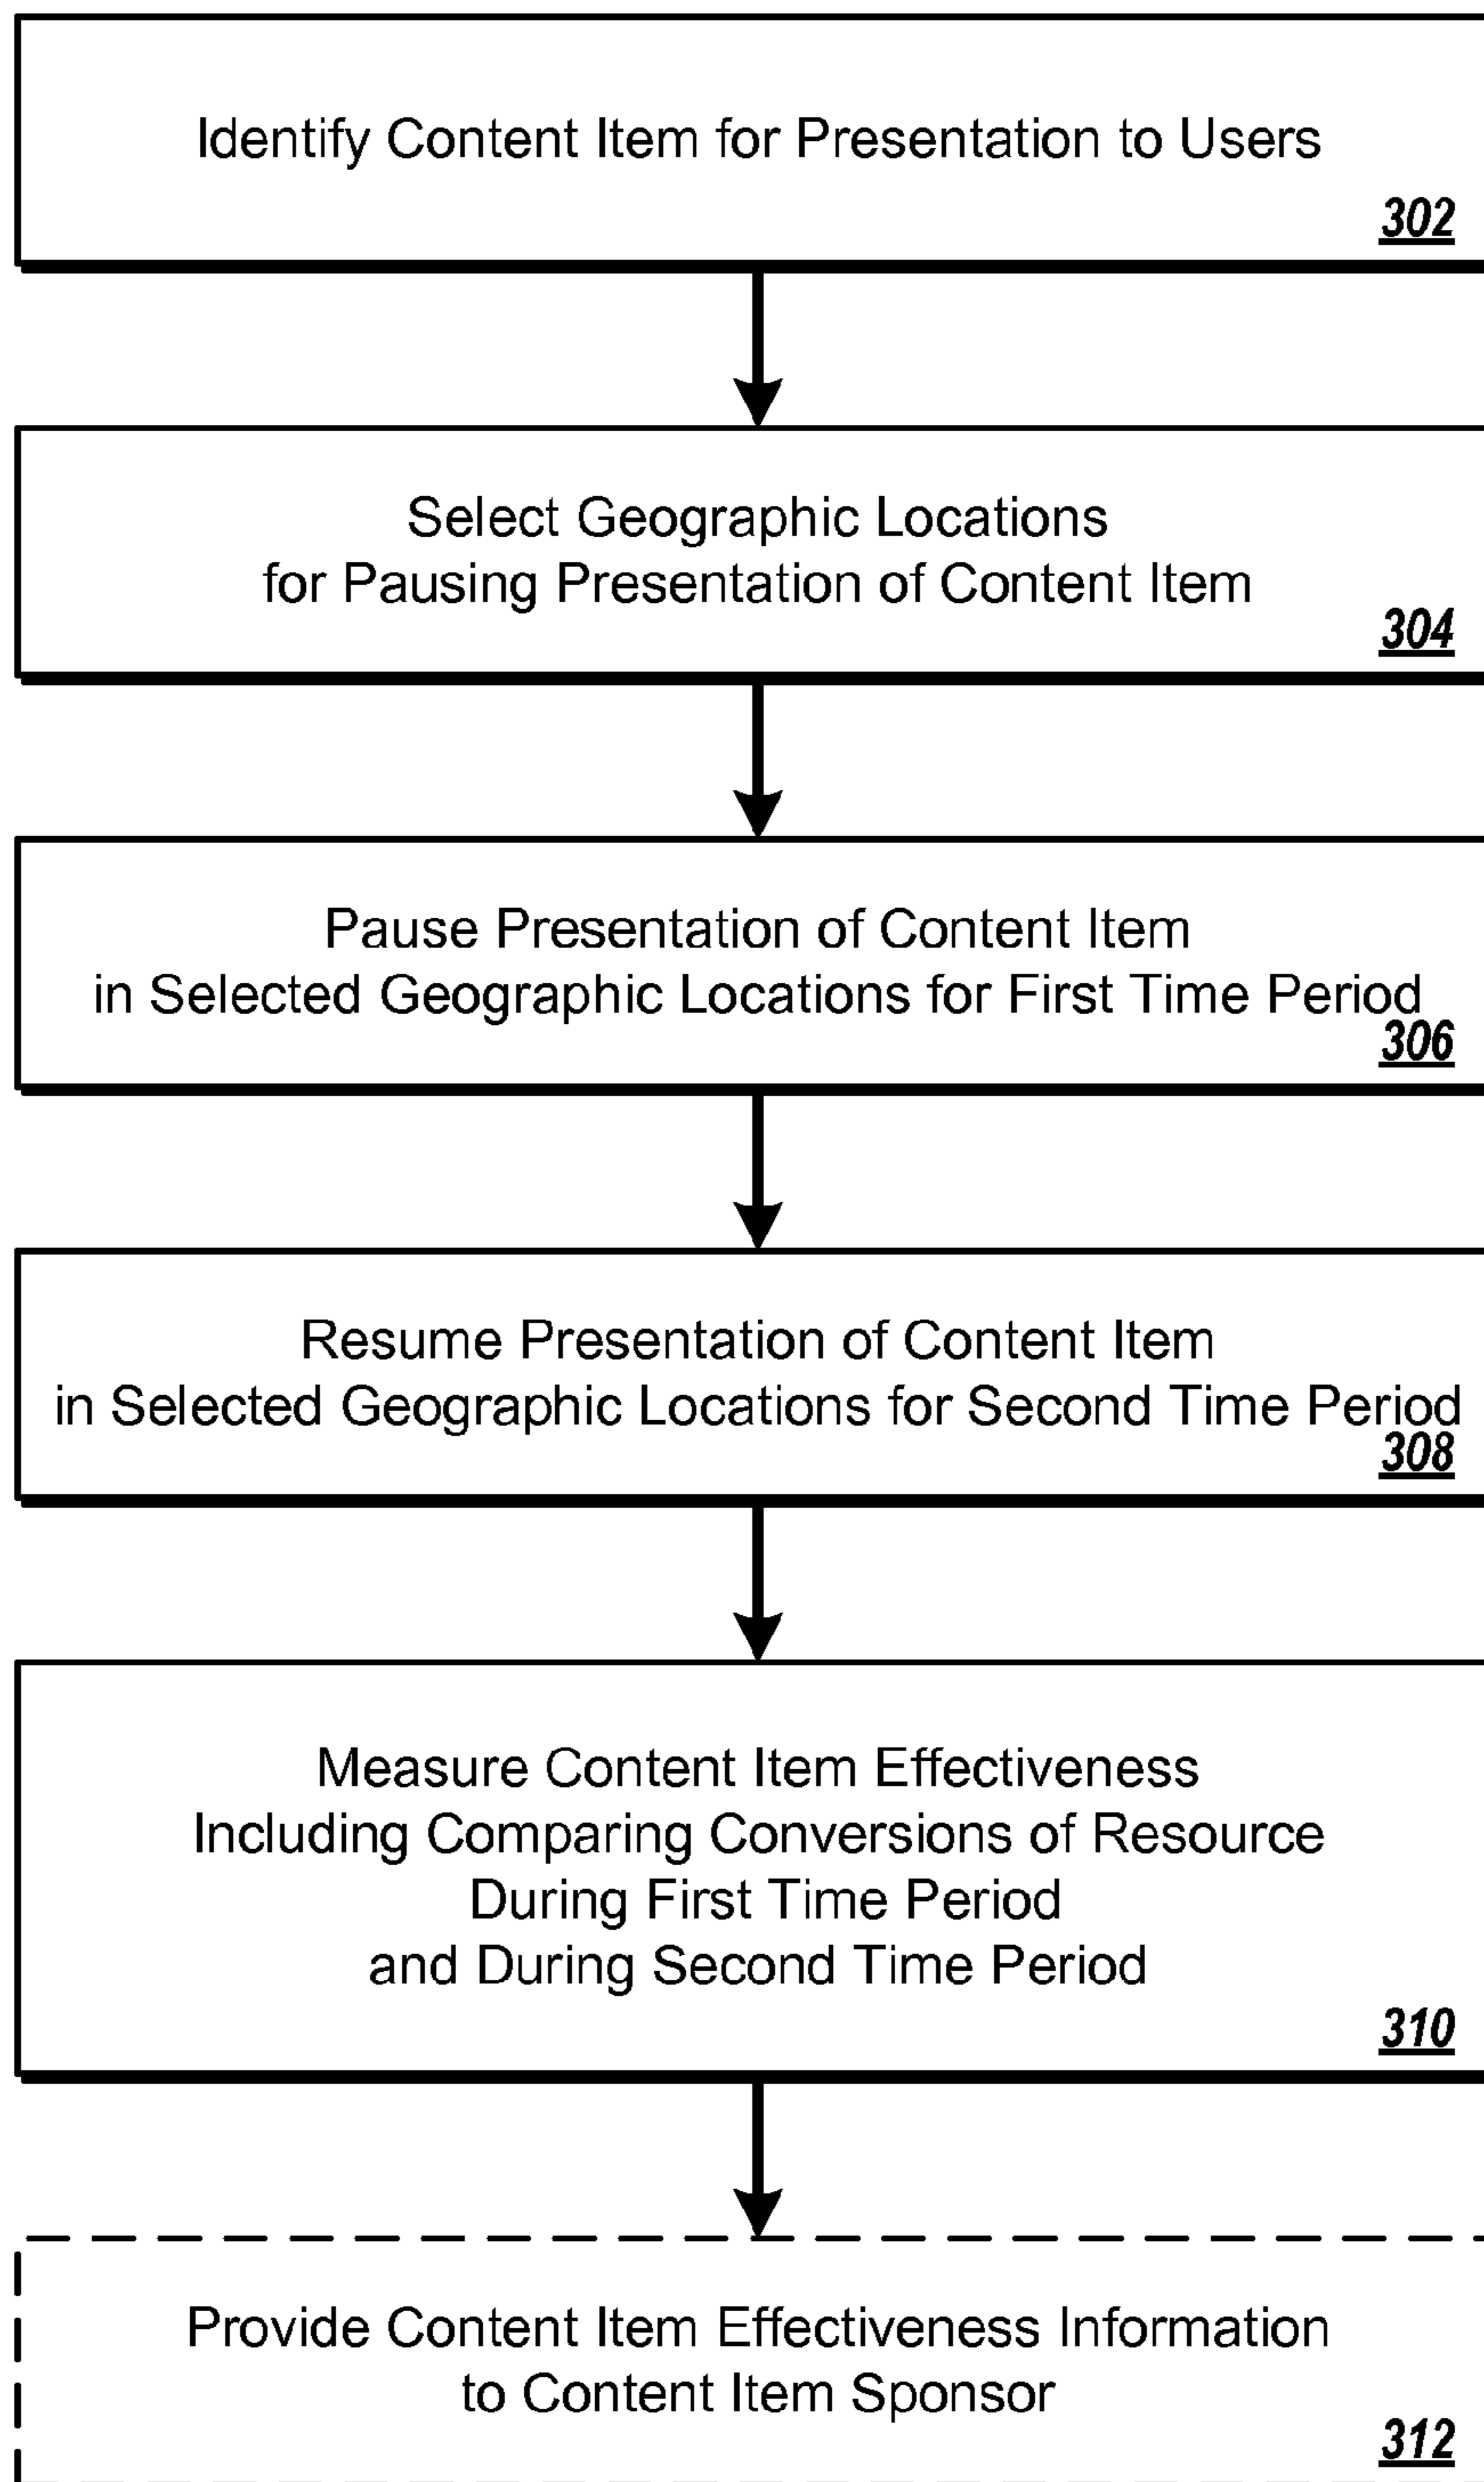 Identify Content Item for Presentation to Users
302
Select Geographic Locations
for Pausing Presentation of Content Item
304
Pause Presentation of Content Item
in Selected Geographic Locations for First Time Period
306
Resume Presentation of Content Item
in Selected Geographic Locations for Second Time Period
308
Measure Content Item Effectiveness
Including Comparing Conversions of Resource
During First Time Period
and During Second Time Period
310
Provide Content Item Effectiveness Information
to Content Item Sponsor
312